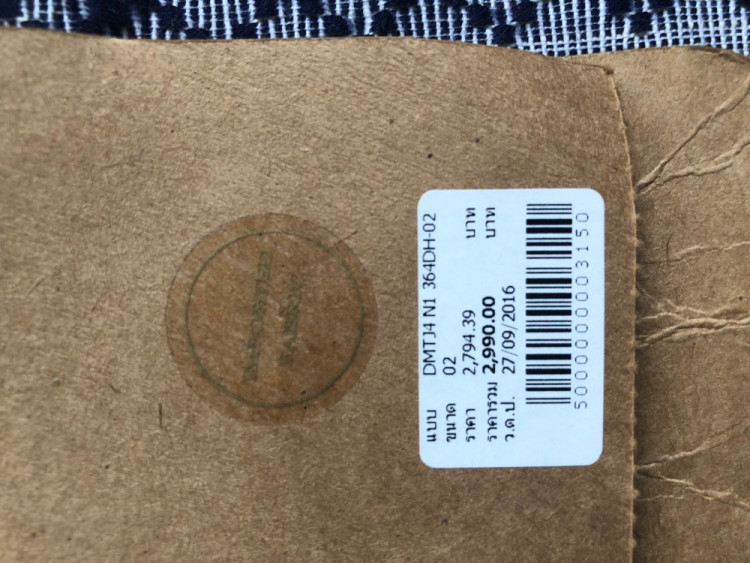 แบบ DMTJ4 N1 364DH-02
ขนาด 02
ราคา 2,794.39 บาท
ราคารวม 2,990.00 บาท
ว.ด.ป. 27/09/2016
5000000003150